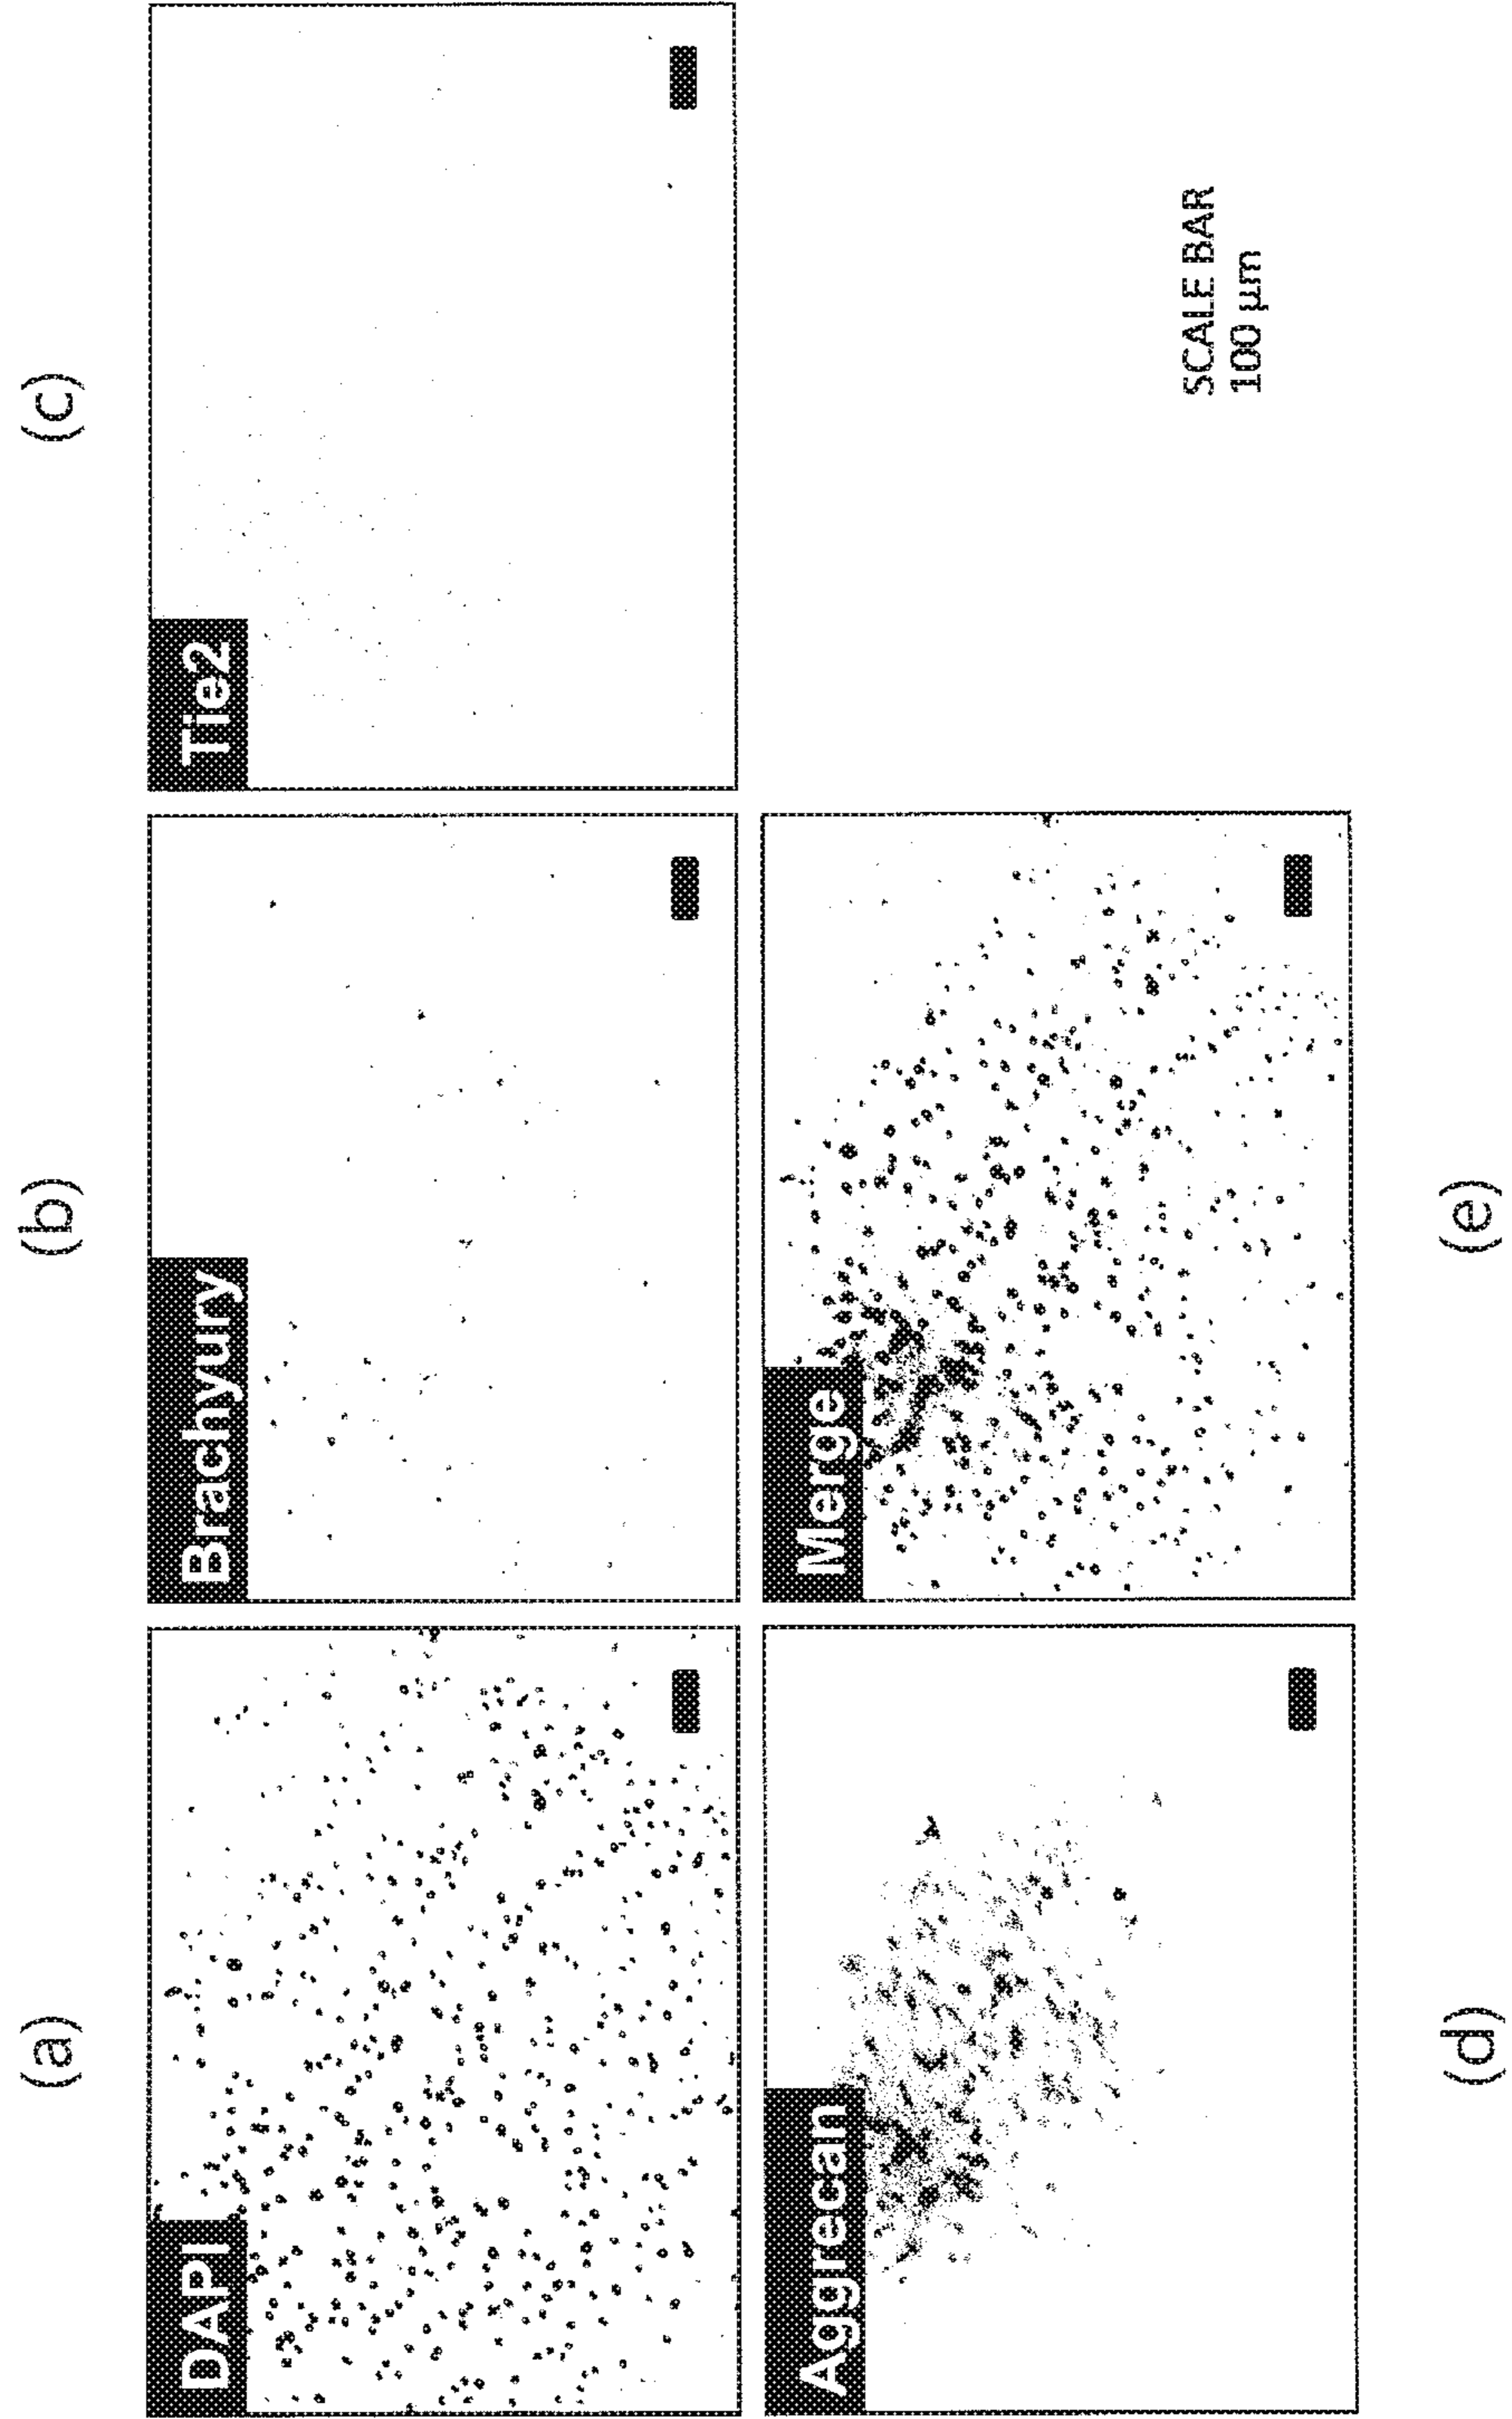 (a)
(b)
(c)
DAPI
Brachyury
Tie2
Aggrecan
Merge
SCALE BAR
100 μm
(d)
(e)